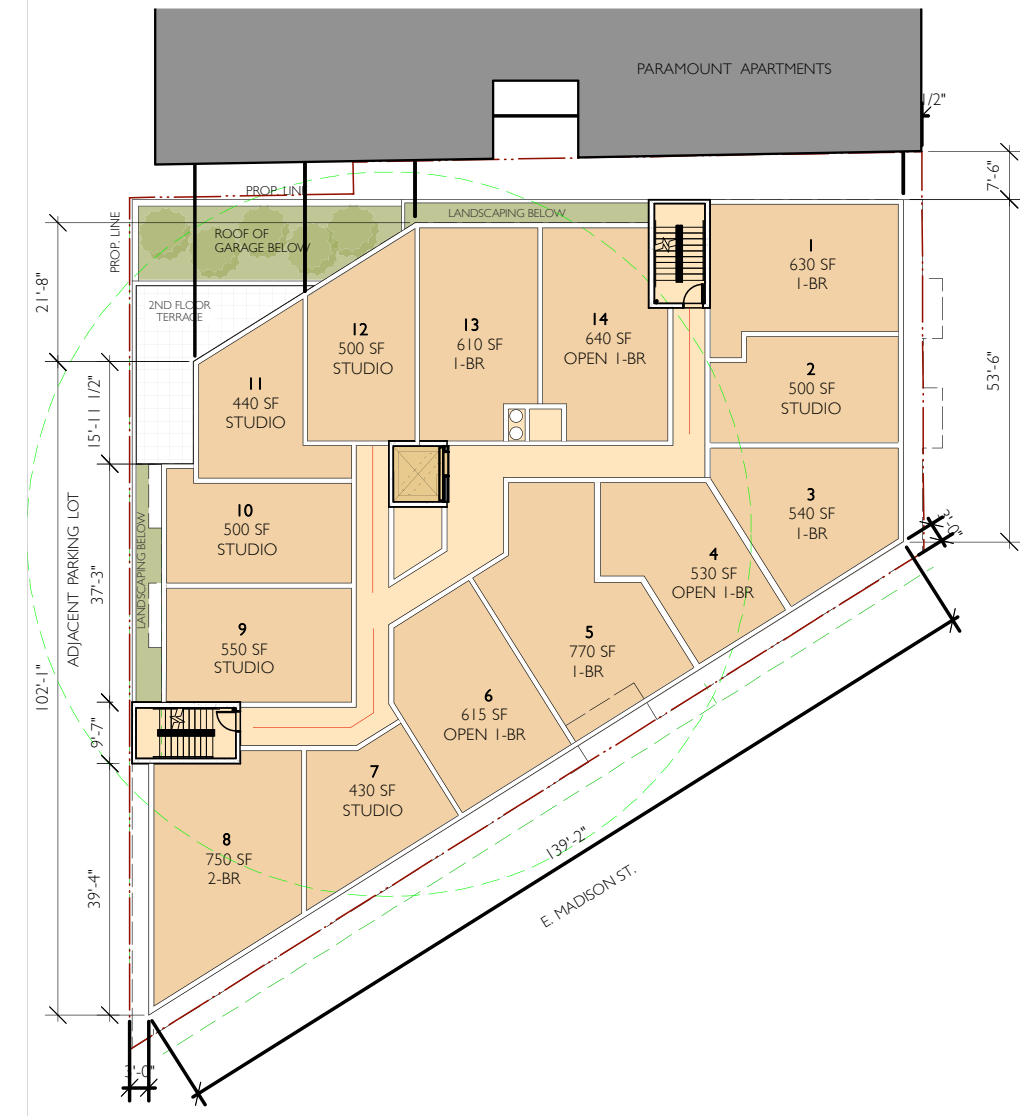 PARAMOUNT APARTMENTS
1/2"
7'-6"
PROP. LINE
PROP. LINE
LANDSCAPING BELOW
ROOF OF
GARAGE BELOW
21'-8"
2ND FLOOR
TERRACE
1
630 SF
1-BR
12
500 SF
STUDIO
13
610 SF
1-BR
14
640 SF
OPEN 1-BR
2
500 SF
STUDIO
53'-6"
15'-11 1/2"
11
440 SF
STUDIO
3
540 SF
1-BR
10
500 SF
STUDIO
3'-0"
ADJACENT PARKING LOT
LANDSCAPING BELOW
37'-3"
4
530 SF
OPEN 1-BR
9
550 SF
STUDIO
5
770 SF
1-BR
102'-1"
6
615 SF
OPEN 1-BR
9'-7"
7
430 SF
STUDIO
8
750 SF
2-BR
39'-4"
139'-2"
E. MADISON ST.
3'-0"